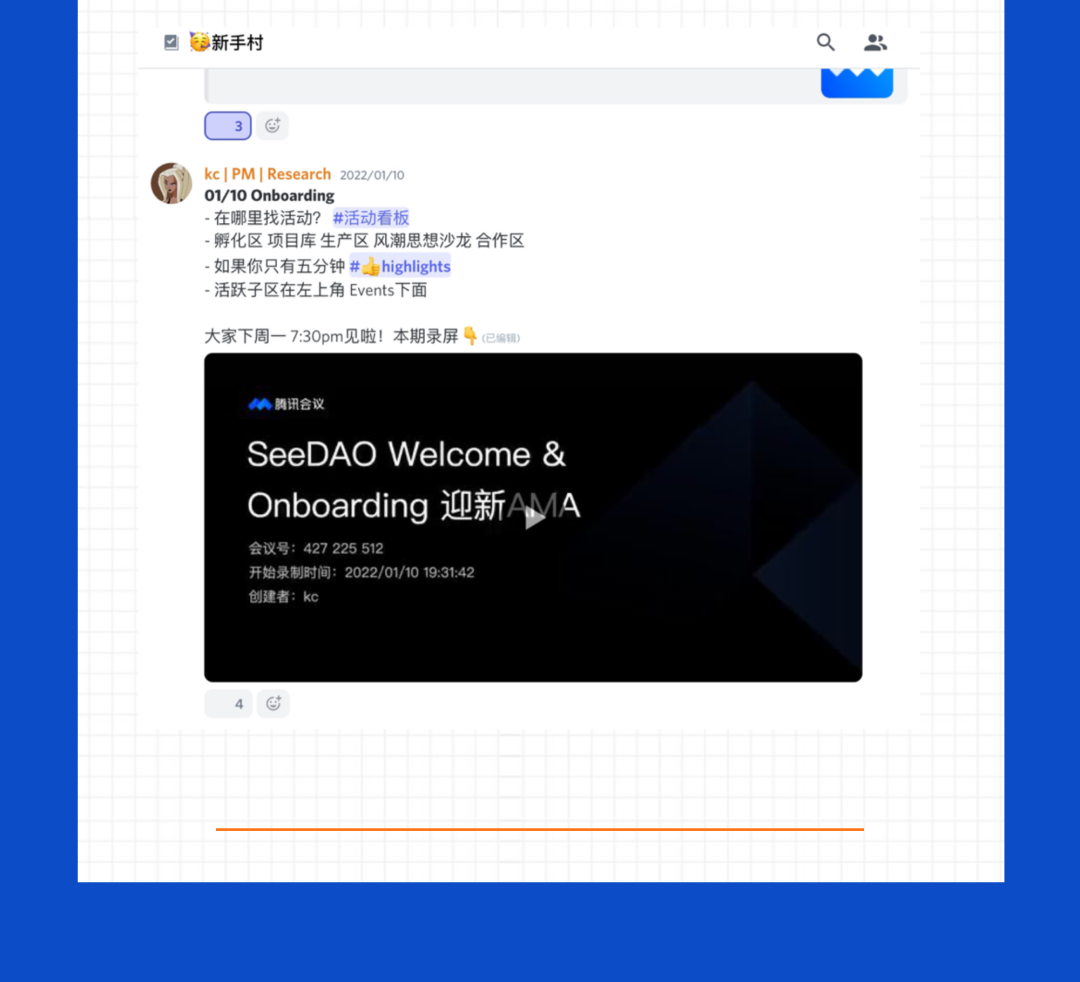 🥳新手村
3
kc | PM | Research 2022/01/10
01/10 Onboarding
- 在哪里找活动? #活动看板
- 孵化区 项目库 生产区 风潮思想沙龙 合作区
- 如果你只有五分钟 #👍highlights
- 活跃子区在左上角 Events下面
大家下周一 7:30pm见啦!本期录屏👇(已编辑)
腾讯会议
SeeDAO Welcome &
Onboarding 迎新AMA
会议号:427 225 512
开始录制时间:2022/01/10 19:31:42
创建者:kc
4